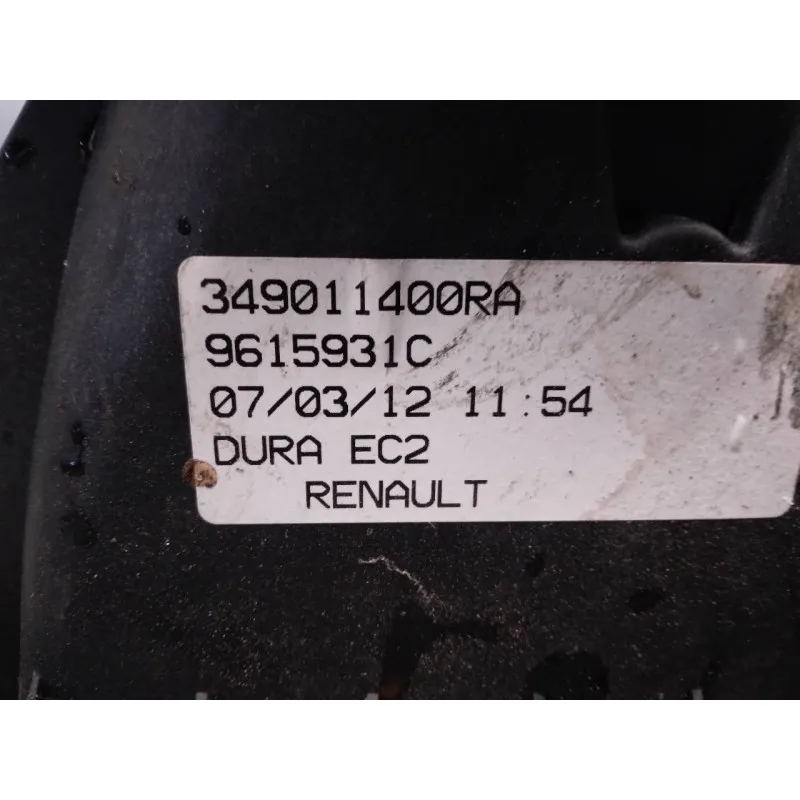 349011400RA
9615931C
07/03/12 11:54
DURA EC2
RENAULT